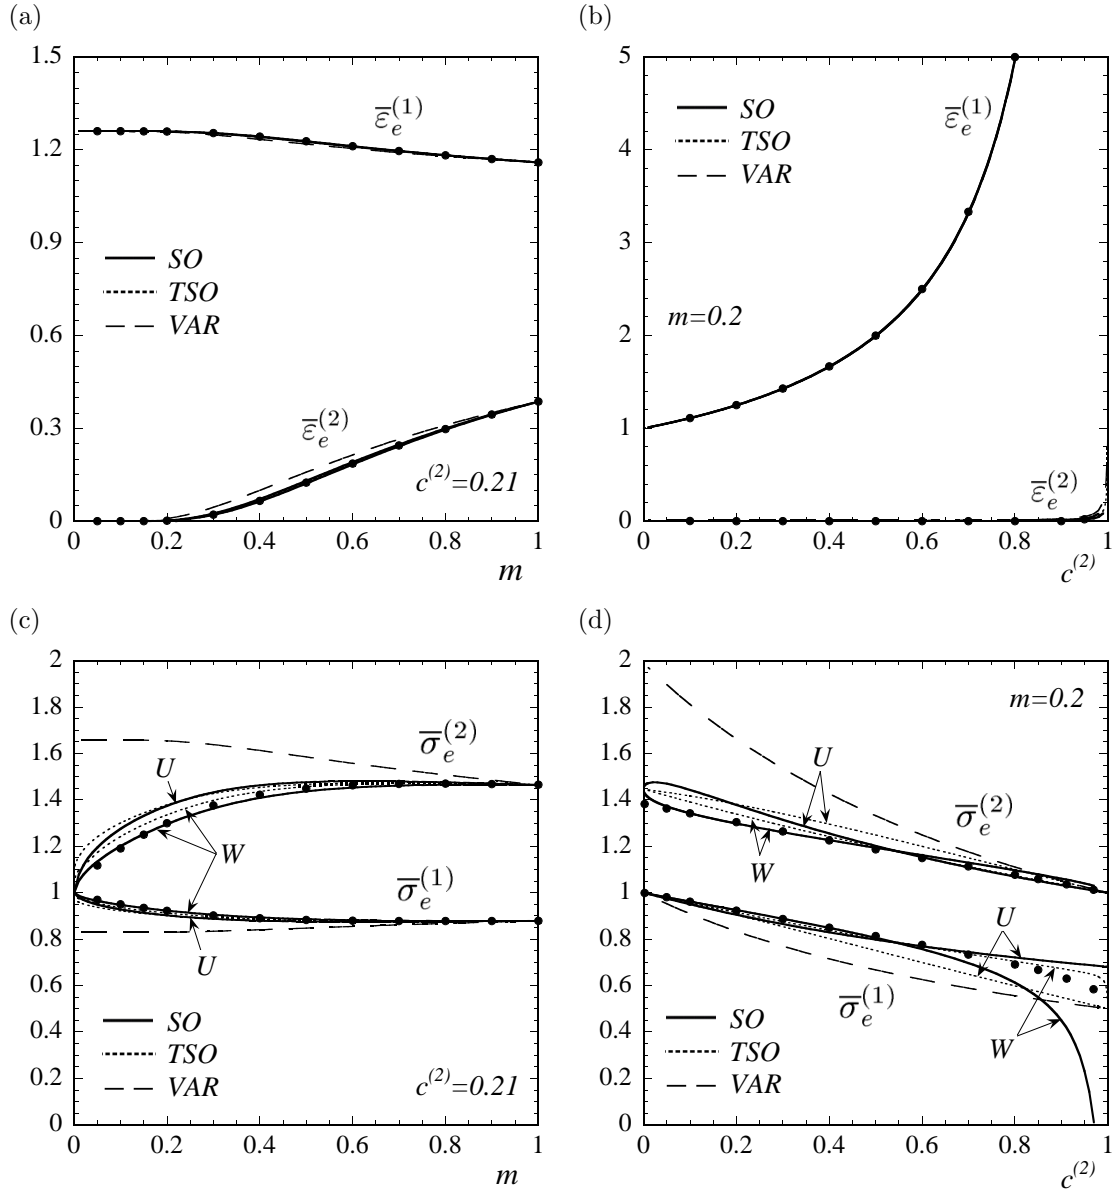 (a)
1.5
1.2
0.9
0.6
0.3
0
0 0.2 0.4 0.6 0.8 1
m
ε̅ₑ⁽¹⁾
SO
TSO
VAR
ε̅ₑ⁽²⁾
c⁽²⁾=0.21
(b)
5
4
3
2
1
0
0 0.2 0.4 0.6 0.8 1
c⁽²⁾
SO
TSO
VAR
ε̅ₑ⁽¹⁾
m=0.2
ε̅ₑ⁽²⁾
(c)
2
1.8
1.6
1.4
1.2
1
0.8
0.6
0.4
0.2
0
0 0.2 0.4 0.6 0.8 1
m
σ̅ₑ⁽²⁾
U
W
σ̅ₑ⁽¹⁾
U
SO
TSO
VAR
c⁽²⁾=0.21
(d)
2
1.8
1.6
1.4
1.2
1
0.8
0.6
0.4
0.2
0
0 0.2 0.4 0.6 0.8 1
c⁽²⁾
m=0.2
U
σ̅ₑ⁽²⁾
W
U
σ̅ₑ⁽¹⁾
W
SO
TSO
VAR